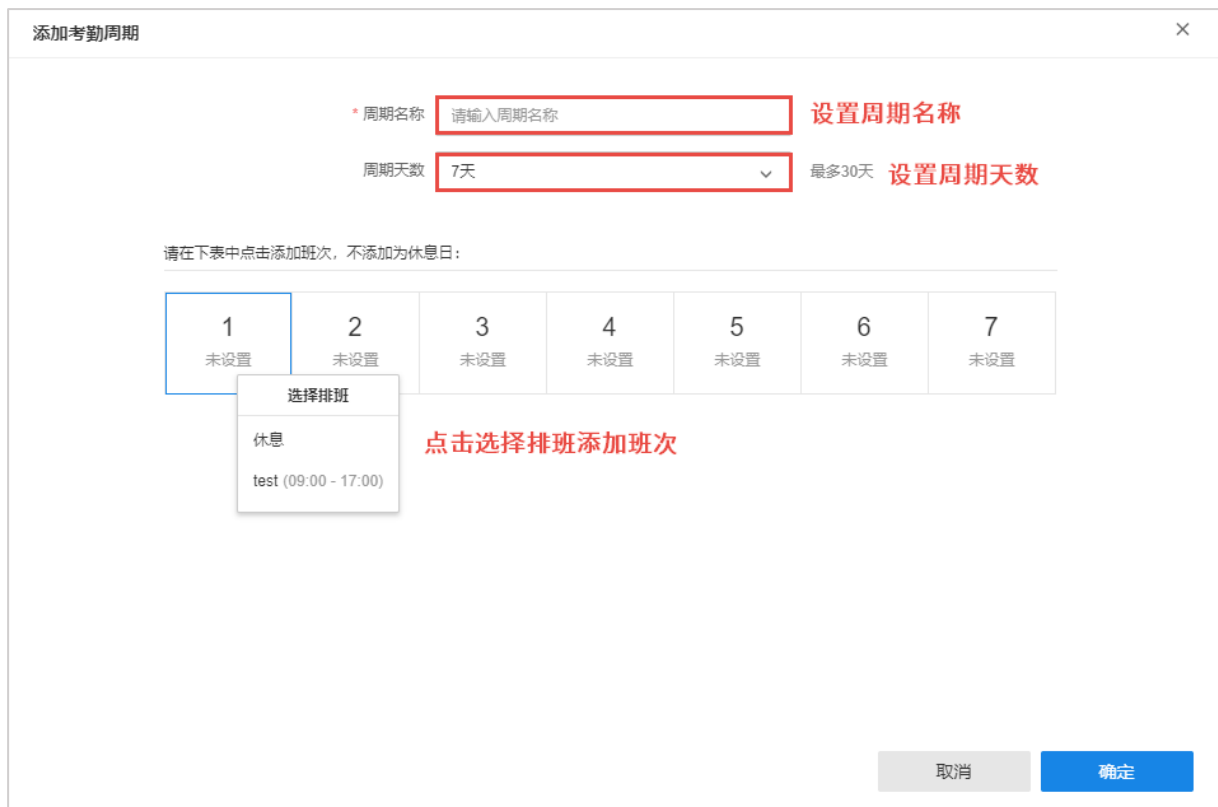 添加考勤周期
* 周期名称 请输入周期名称 设置周期名称
周期天数 7天 最多30天 设置周期天数
请在下表中点击添加班次，不添加为休息日：
1 2 3 4 5 6 7
未设置 未设置 未设置 未设置 未设置 未设置 未设置
选择排班
休息 点击选择排班添加班次
test (09:00 - 17:00)
取消 确定